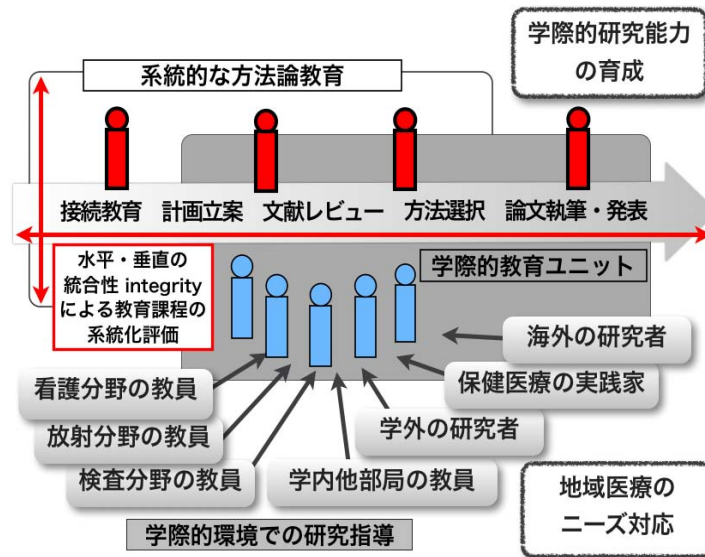 学際的研究能力
の育成
系統的な方法論教育
接続教育 計画立案 文献レビュー 方法選択 論文執筆・発表
水平・垂直の
統合性 integrity
による教育課程の
系統化評価
学際的教育ユニット
海外の研究者
看護分野の教員
保健医療の実践家
放射分野の教員
学外の研究者
検査分野の教員
学内他部局の教員
地域医療の
ニーズ対応
学際的環境での研究指導